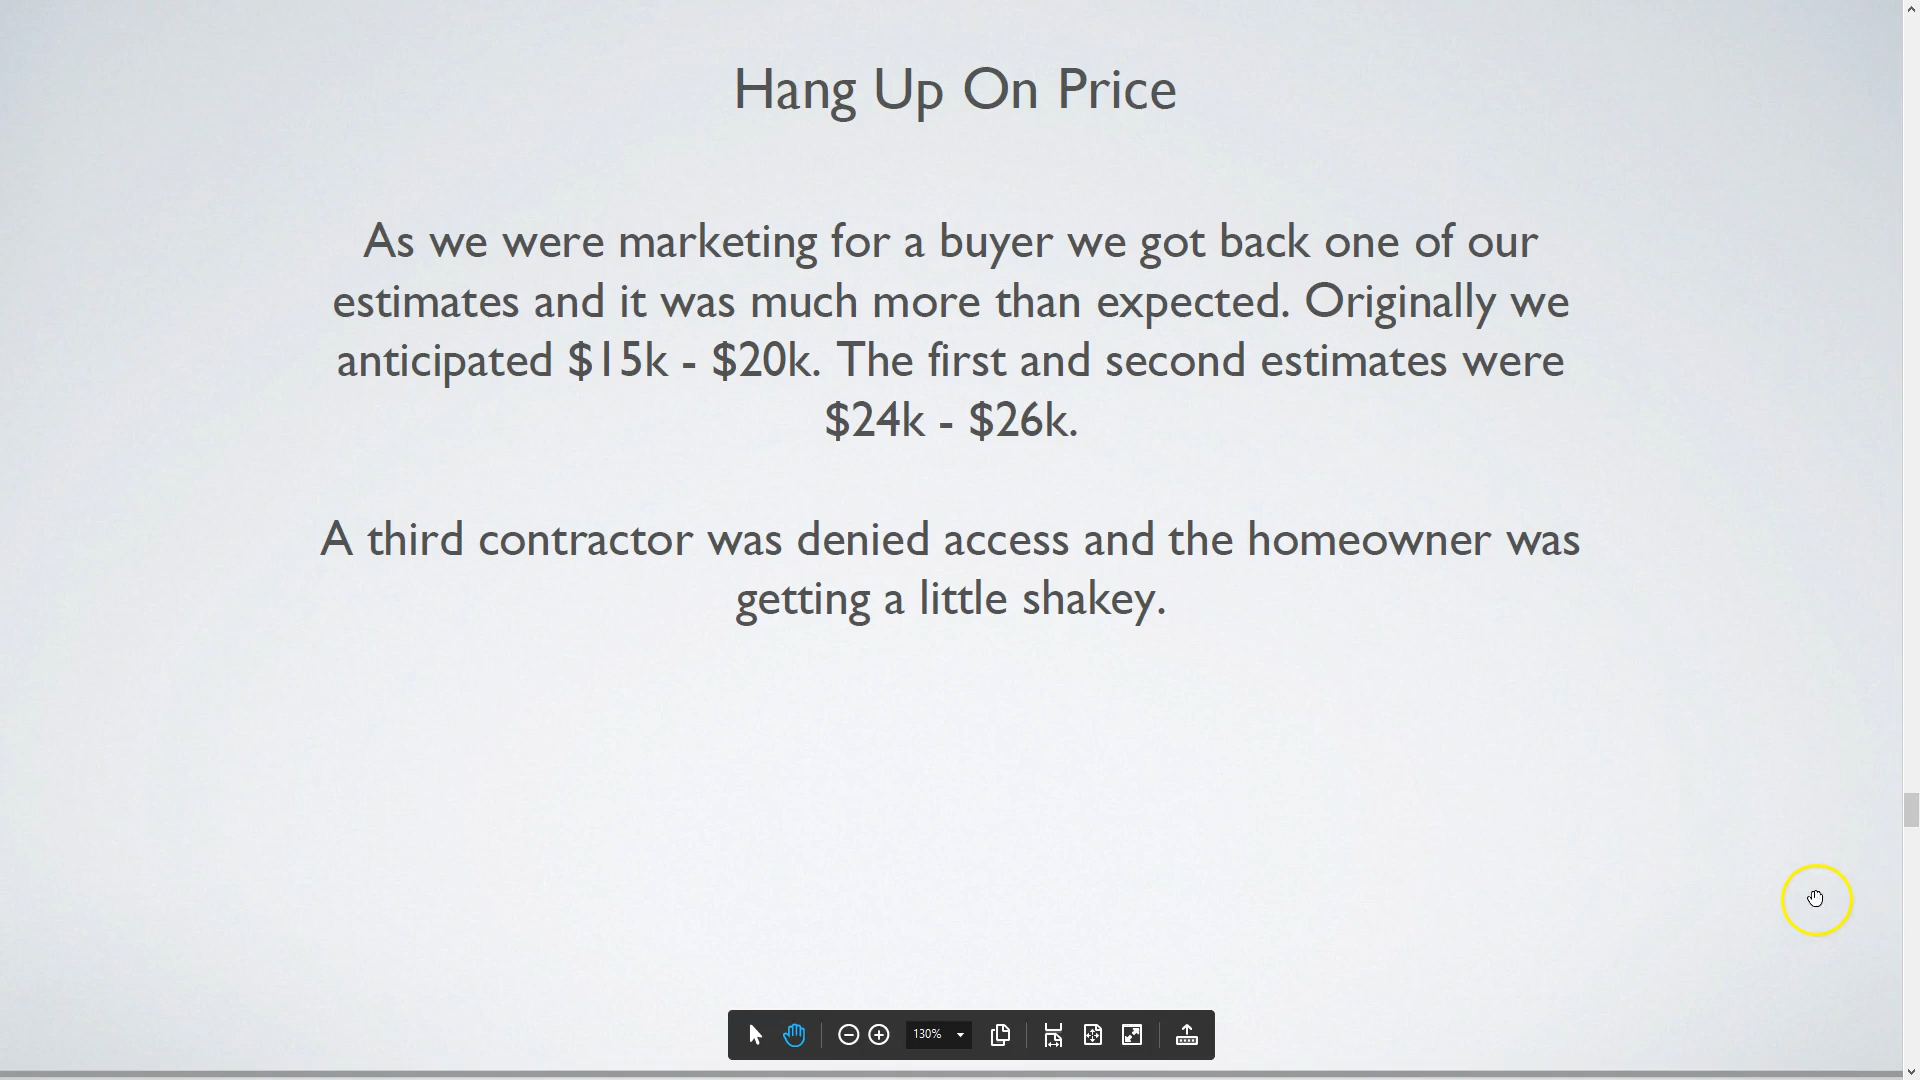 Hang Up On Price
As we were marketing for a buyer we got back one of our
estimates and it was much more than expected. Originally we
anticipated $15k - $20k. The first and second estimates were
$24k - $26k.
A third contractor was denied access and the homeowner was
getting a little shakey.
130%